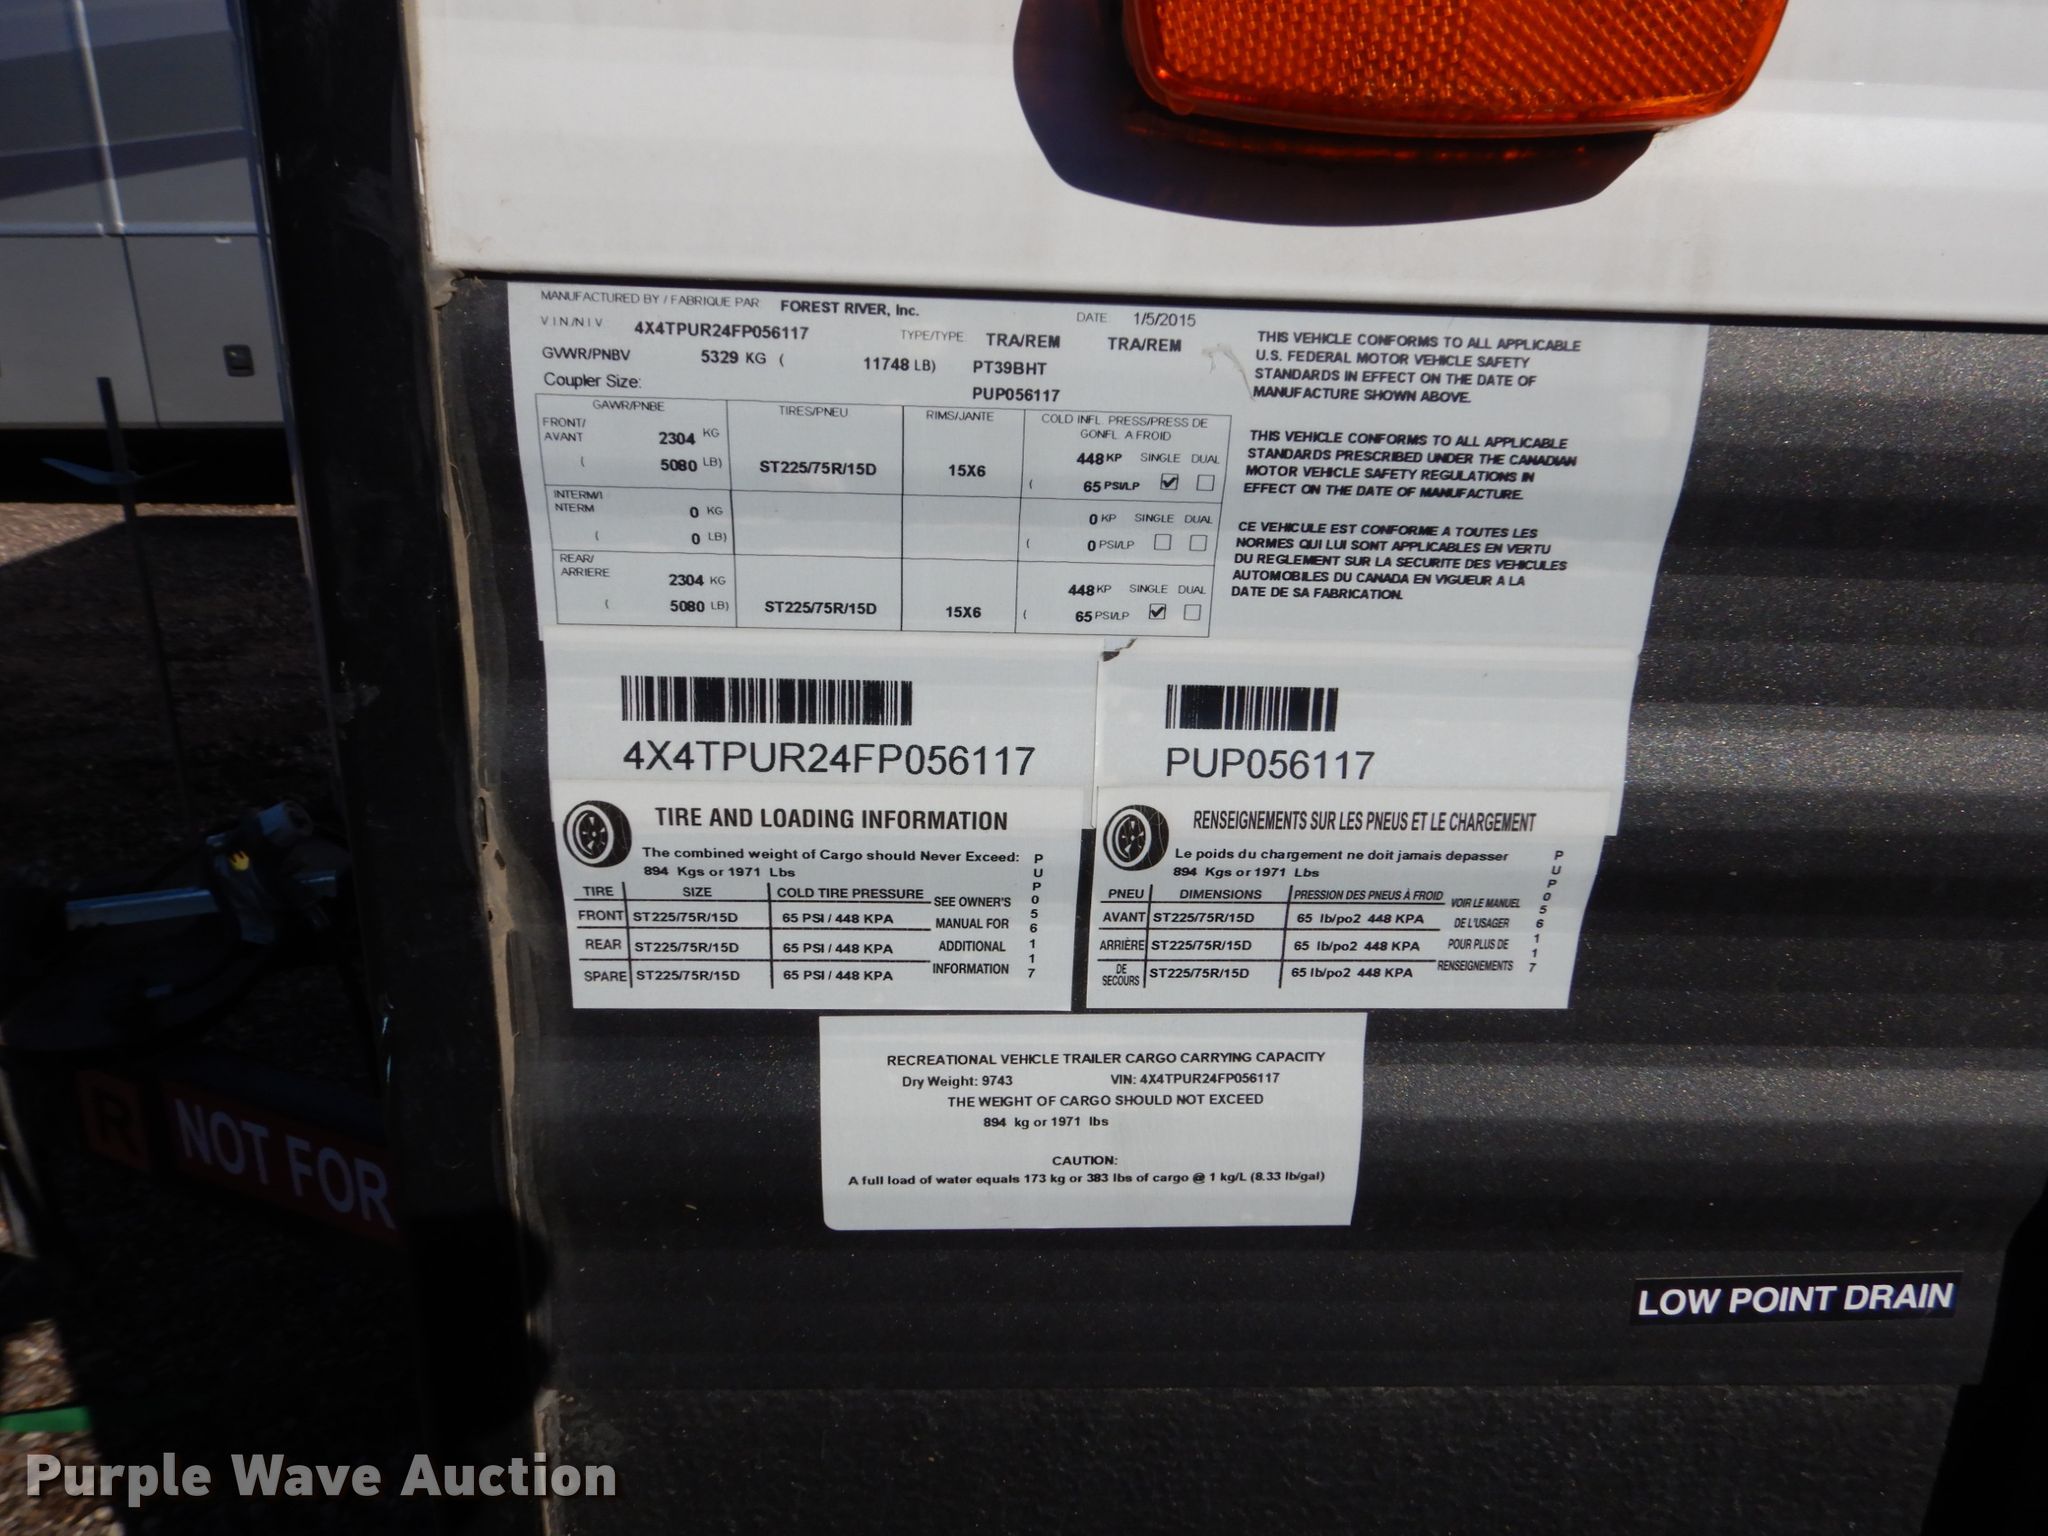 MANUFACTURED BY / FABRIQUE PAR FOREST RIVER, Inc. DATE 1/5/2015
VIN/NIV 4X4TPUR24FP056117 TYPE/TYPE TRA/REM TRA/REM
GVWR/PNBV 5329 KG ( 11748 LB) PT39BHT
Coupler Size: PUP056117
GAWR/PNBE TIRES/PNEU RIMS/JANTE COLD INFL. PRESS/PRESS DE GONFL. A FROID
FRONT/AVANT 2304 KG 448 KP SINGLE DUAL
( 5080 LB) ST225/75R/15D 15X6 ( 65 PSI/LP
INTERM/INTERM 0 KG 0 KP SINGLE DUAL
( 0 LB) ( 0 PSI/LP
REAR/ARRIERE 2304 KG 448 KP SINGLE DUAL
( 5080 LB) ST225/75R/15D 15X6 ( 65 PSI/LP
THIS VEHICLE CONFORMS TO ALL APPLICABLE
U.S. FEDERAL MOTOR VEHICLE SAFETY
STANDARDS IN EFFECT ON THE DATE OF
MANUFACTURE SHOWN ABOVE.
THIS VEHICLE CONFORMS TO ALL APPLICABLE
STANDARDS PRESCRIBED UNDER THE CANADIAN
MOTOR VEHICLE SAFETY REGULATIONS IN
EFFECT ON THE DATE OF MANUFACTURE.
CE VEHICULE EST CONFORME A TOUTES LES
NORMES QUI LUI SONT APPLICABLES EN VERTU
DU REGLEMENT SUR LA SECURITE DES VEHICULES
AUTOMOBILES DU CANADA EN VIGUEUR A LA
DATE DE SA FABRICATION.
4X4TPUR24FP056117
PUP056117
TIRE AND LOADING INFORMATION
The combined weight of Cargo should Never Exceed:
894 Kgs or 1971 Lbs
TIRE SIZE COLD TIRE PRESSURE
FRONT ST225/75R/15D 65 PSI / 448 KPA
REAR ST225/75R/15D 65 PSI / 448 KPA
SPARE ST225/75R/15D 65 PSI / 448 KPA
SEE OWNER'S
MANUAL FOR
ADDITIONAL
INFORMATION
PUP056117
RENSEIGNEMENTS SUR LES PNEUS ET LE CHARGEMENT
Le poids du chargement ne doit jamais depasser
894 Kgs or 1971 Lbs
PNEU DIMENSIONS PRESSION DES PNEUS À FROID
AVANT ST225/75R/15D 65 lb/po2 448 KPA
ARRIÈRE ST225/75R/15D 65 lb/po2 448 KPA
DE SECOURS ST225/75R/15D 65 lb/po2 448 KPA
VOIR LE MANUEL
DE L'USAGER
POUR PLUS DE
RENSEIGNEMENTS
PUP056117
RECREATIONAL VEHICLE TRAILER CARGO CARRYING CAPACITY
Dry Weight: 9743 VIN: 4X4TPUR24FP056117
THE WEIGHT OF CARGO SHOULD NOT EXCEED
894 kg or 1971 lbs
CAUTION:
A full load of water equals 173 kg or 383 lbs of cargo @ 1 kg/L (8.33 lb/gal)
R NOT FOR
LOW POINT DRAIN
Purple Wave Auction